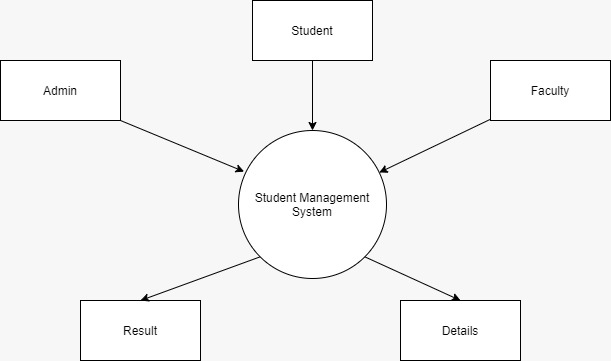 Student
Admin
Faculty
Student Management
System
Result
Details